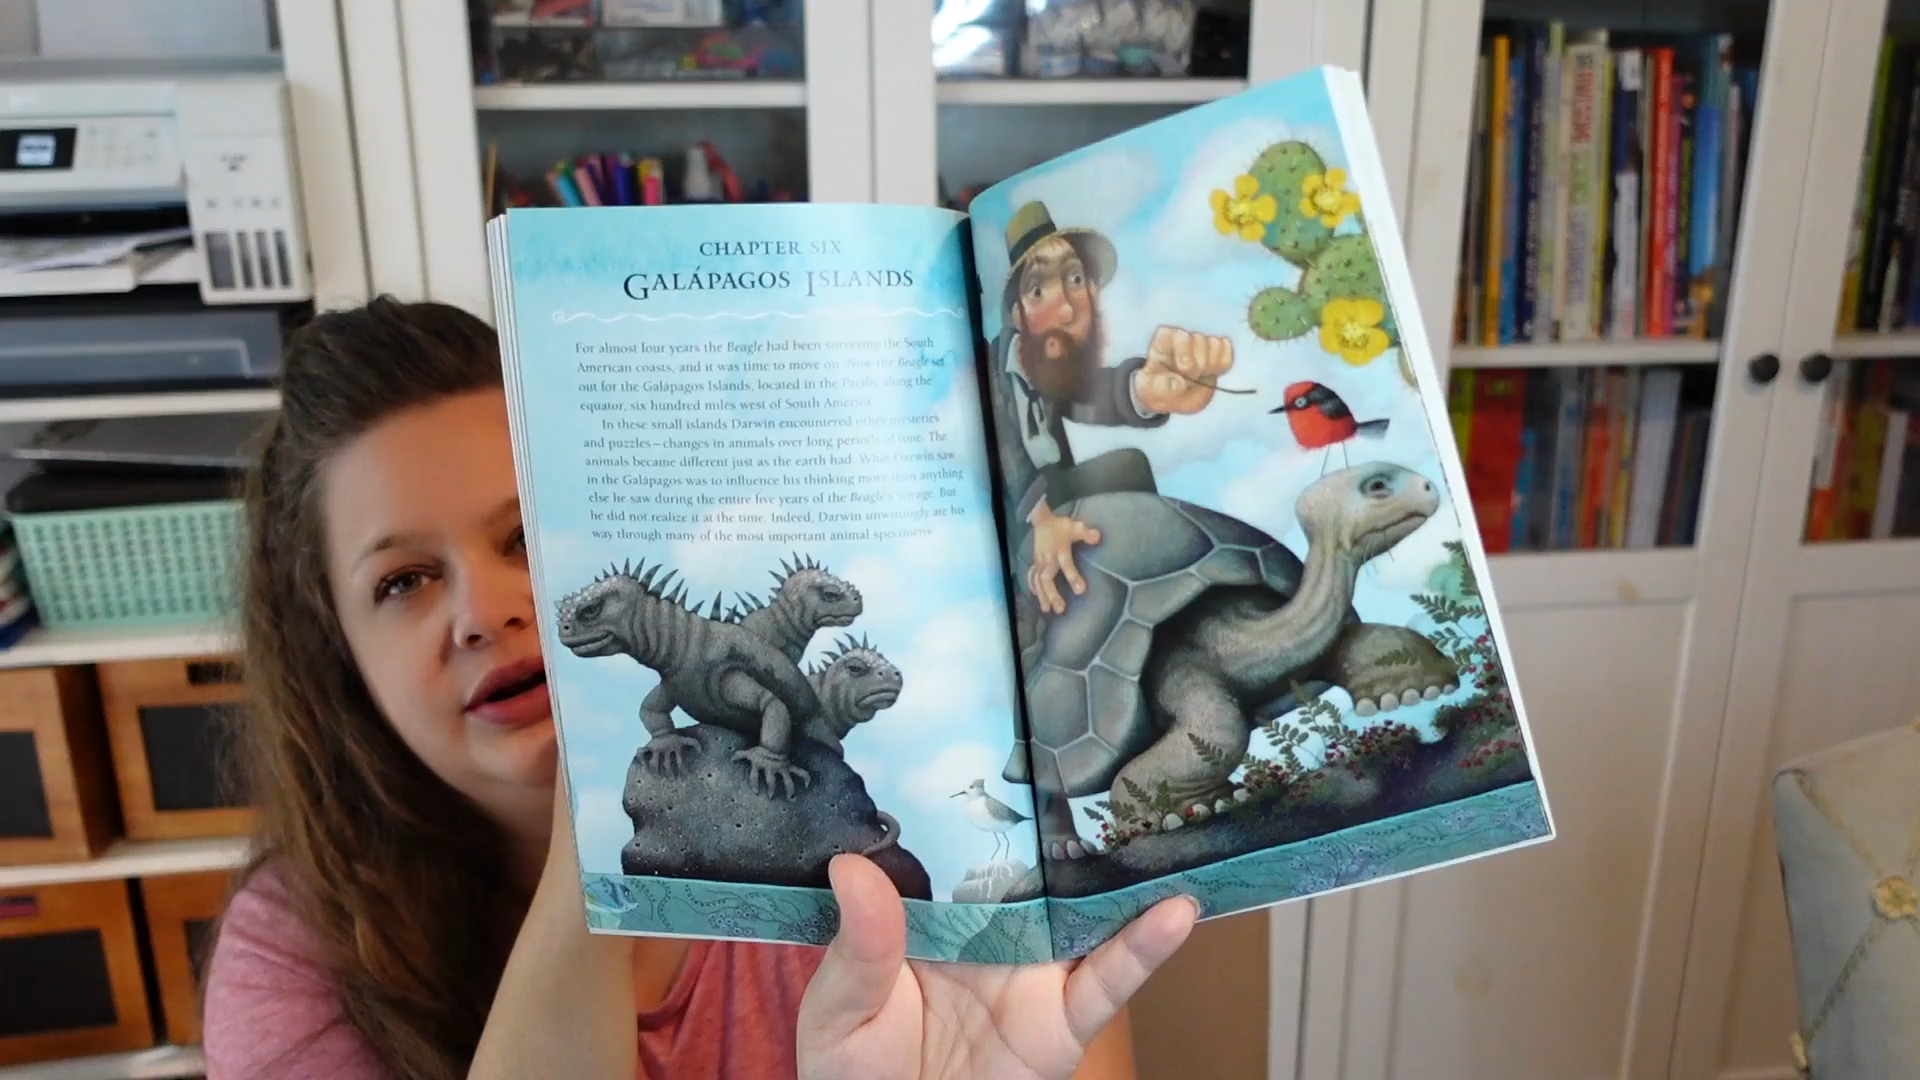 CHAPTER SIX
GALÁPAGOS ISLANDS
For almost four years the Beagle had been surveying the South
American coasts, and it was time to move on. Now the Beagle set
out for the Galápagos Islands, located in the Pacific along the
equator, six hundred miles west of South America.
In these small islands Darwin encountered other mysteries
and puzzles—changes in animals over long periods of time. The
animals became different just as the earth had. What Darwin saw
in the Galápagos was to influence his thinking more than anything
else he saw during the entire five years of the Beagle's voyage. But
he did not realize it at the time. Indeed, Darwin unwittingly ate his
way through many of the most important animal specimens.